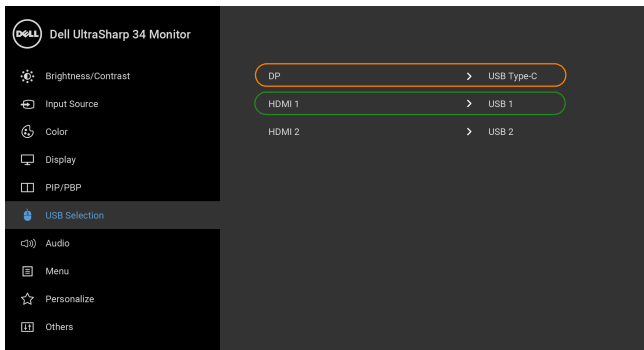 DELL Dell UltraSharp 34 Monitor
Brightness/Contrast
DP > USB Type-C
Input Source
HDMI 1 > USB 1
Color
HDMI 2 > USB 2
Display
PIP/PBP
USB Selection
Audio
Menu
Personalize
Others